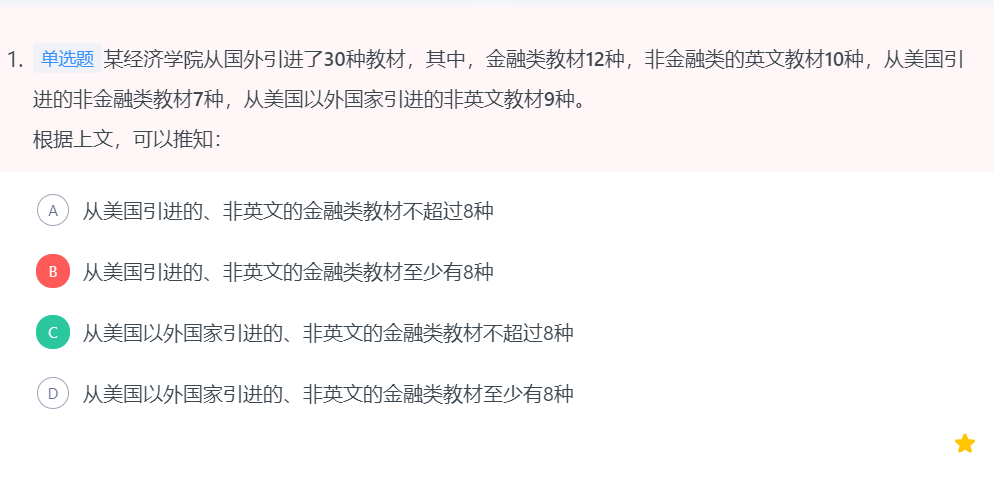 1. 单选题 某经济学院从国外引进了30种教材，其中，金融类教材12种，非金融类的英文教材10种，从美国引
进的非金融类教材7种，从美国以外国家引进的非英文教材9种。
根据上文，可以推知：
A 从美国引进的、非英文的金融类教材不超过8种
B 从美国引进的、非英文的金融类教材至少有8种
C 从美国以外国家引进的、非英文的金融类教材不超过8种
D 从美国以外国家引进的、非英文的金融类教材至少有8种